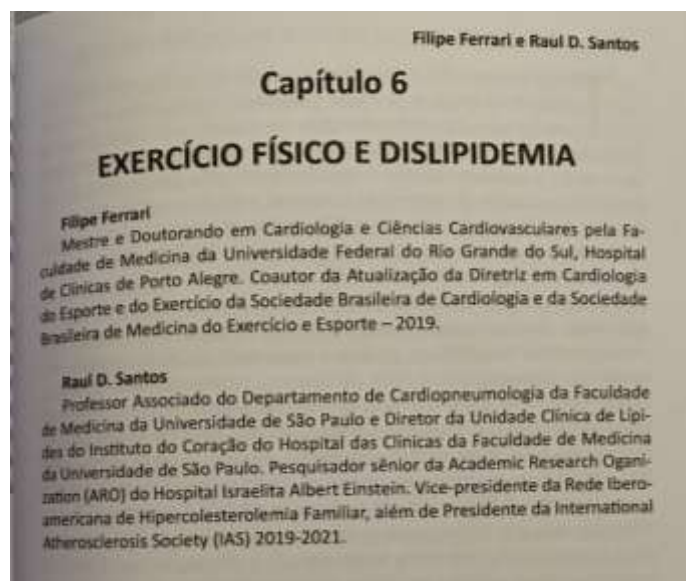 Filipe Ferrari e Raul D. Santos
Capítulo 6
EXERCÍCIO FÍSICO E DISLIPIDEMIA
Filipe Ferrari
Mestre e Doutorando em Cardiologia e Ciências Cardiovasculares pela Fa-
culdade de Medicina da Universidade Federal do Rio Grande do Sul, Hospital
de Clínicas de Porto Alegre. Coautor da Atualização da Diretriz em Cardiologia
do Esporte e do Exercício da Sociedade Brasileira de Cardiologia e da Sociedade
Brasileira de Medicina do Exercício e Esporte – 2019.
Raul D. Santos
Professor Associado do Departamento de Cardiopneumologia da Faculdade
de Medicina da Universidade de São Paulo e Diretor da Unidade Clínica de Lípi-
des do Instituto do Coração do Hospital das Clínicas da Faculdade de Medicina
da Universidade de São Paulo. Pesquisador sênior da Academic Research Ogani-
zation (ARO) do Hospital Israelita Albert Einstein. Vice-presidente da Rede Ibero-
americana de Hipercolesterolemia Familiar, além de Presidente da International
Atherosclerosis Society (IAS) 2019-2021.